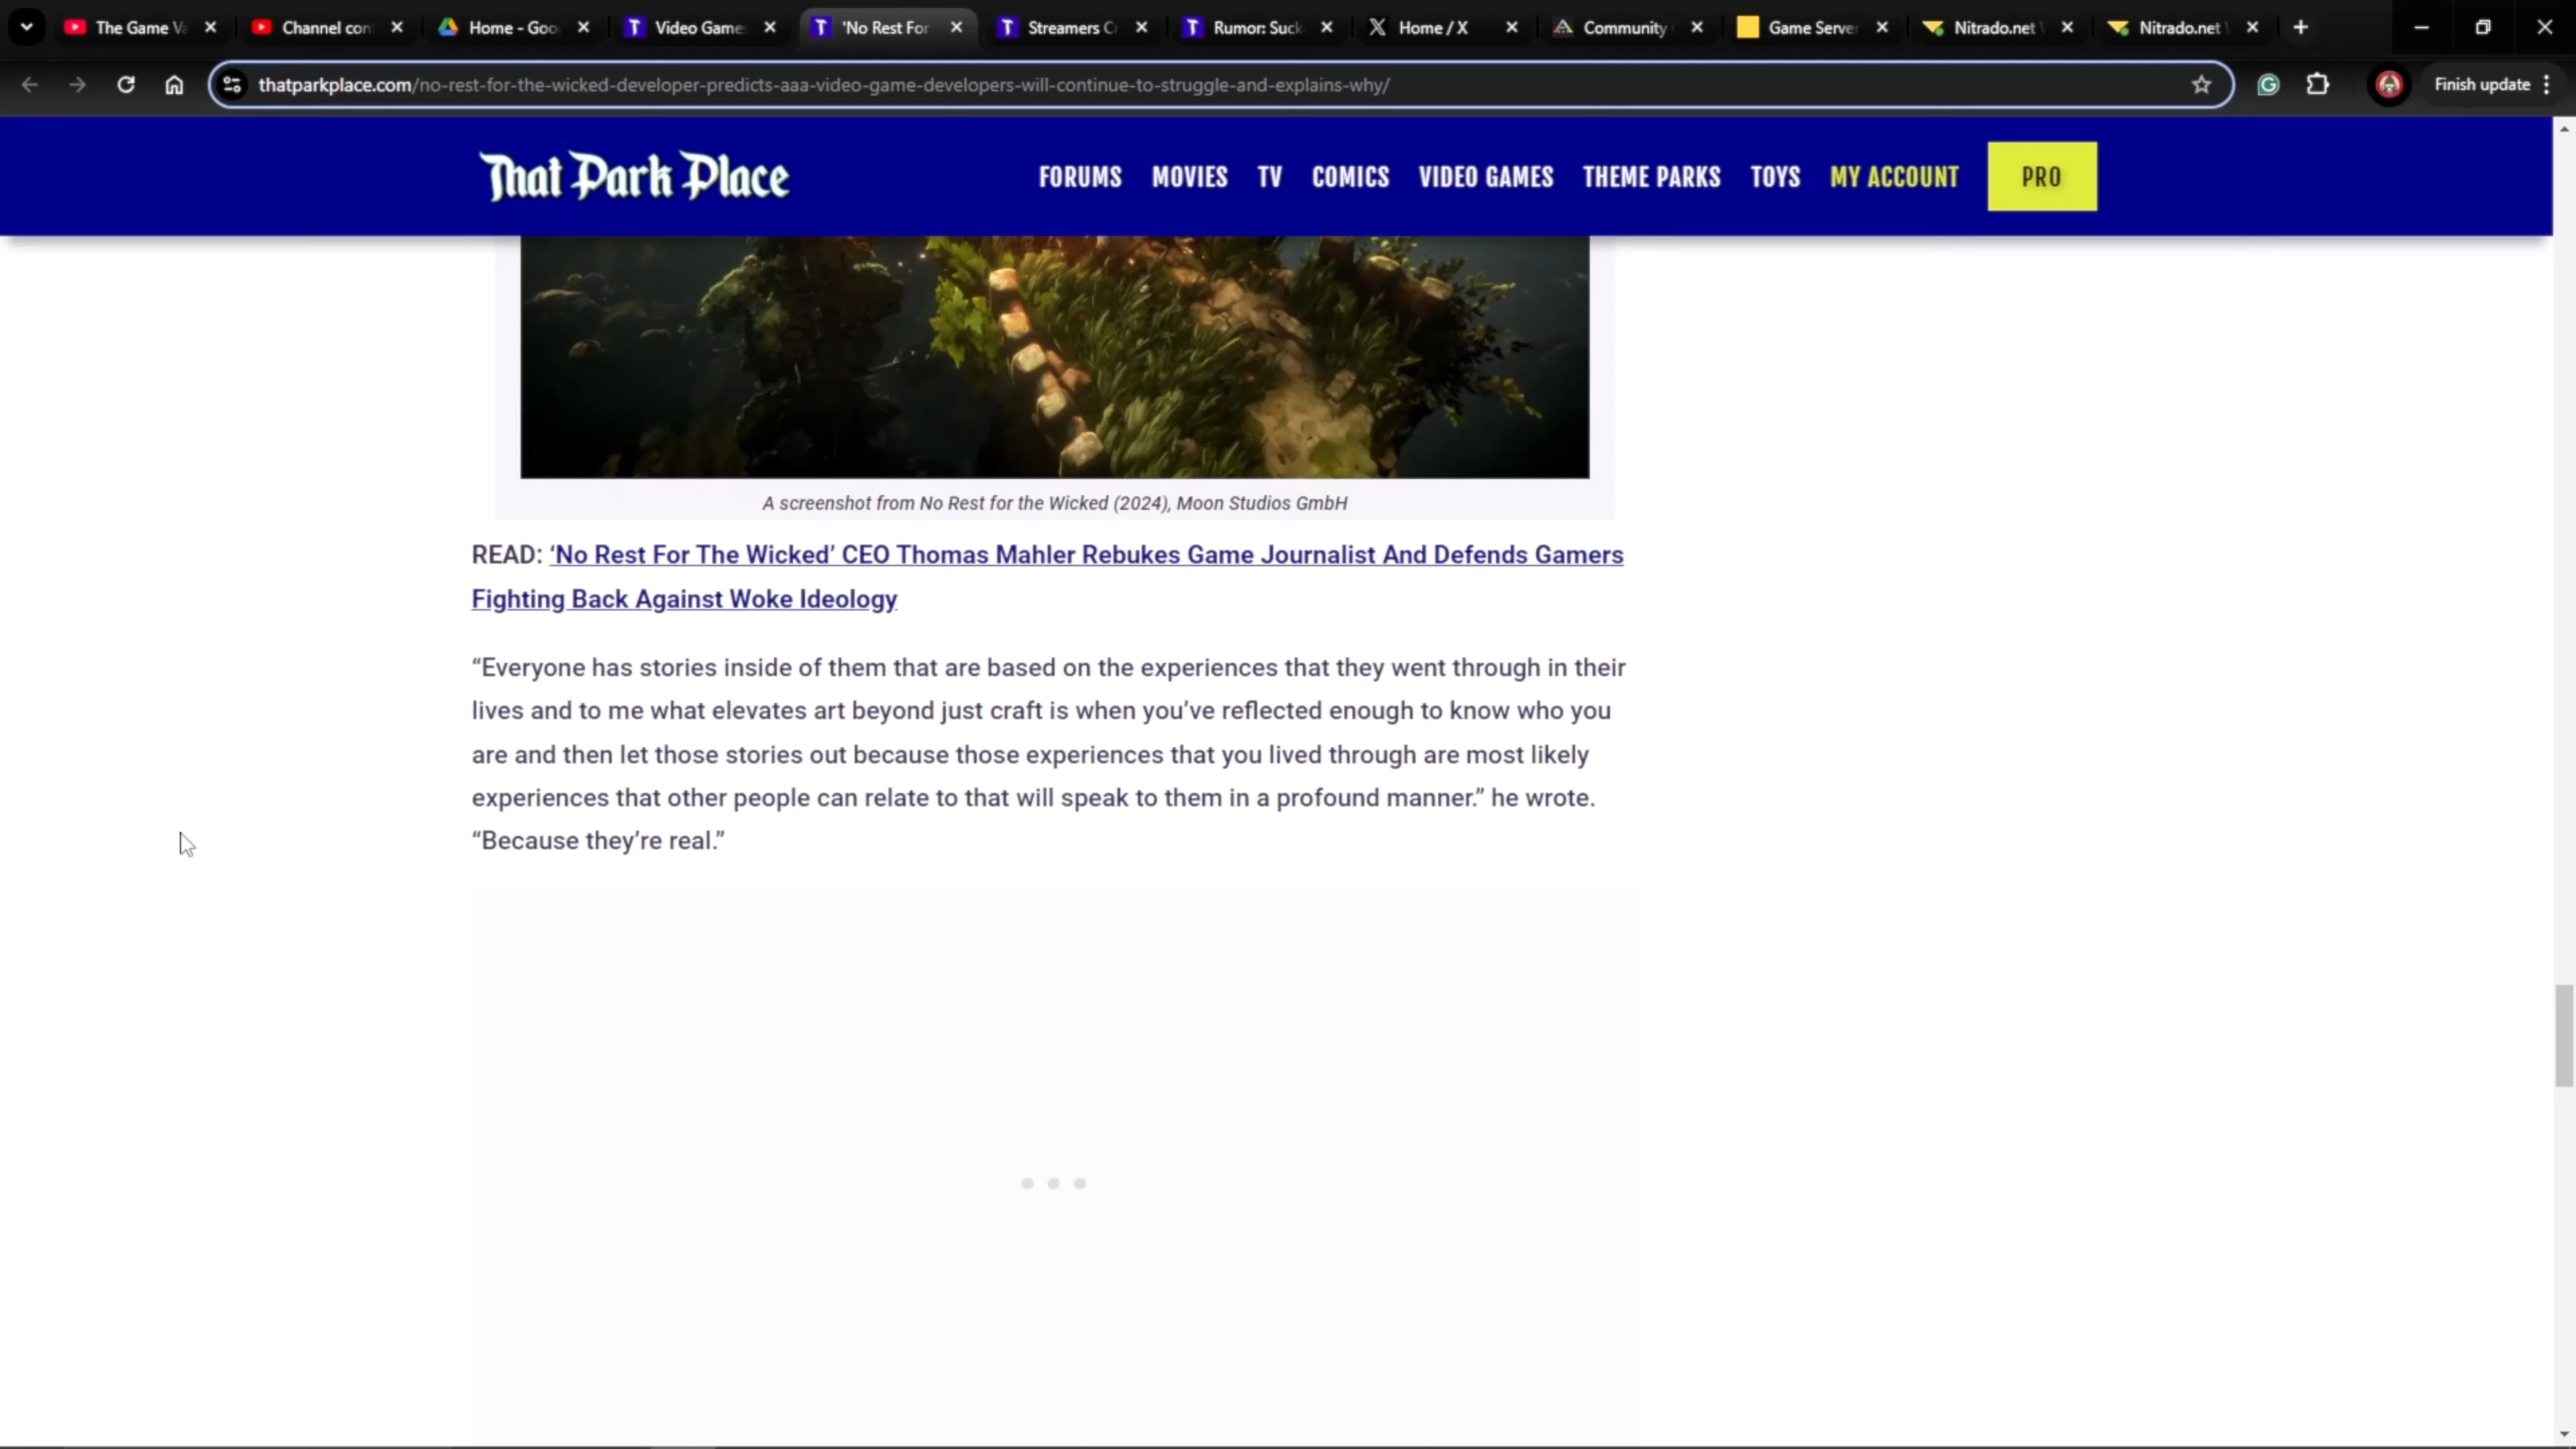 The Game Va
Channel con
Home - Goo
Video Game
'No Rest For
Streamers Cr
Rumor: Suck
Home / X
Community
Game Server
Nitrado.net
Nitrado.net
thatparkplace.com/no-rest-for-the-wicked-developer-predicts-aaa-video-game-developers-will-continue-to-struggle-and-explains-why/
Finish update
That Park Place
FORUMS MOVIES TV COMICS VIDEO GAMES THEME PARKS TOYS MY ACCOUNT PRO
A screenshot from No Rest for the Wicked (2024), Moon Studios GmbH
READ: ‘No Rest For The Wicked’ CEO Thomas Mahler Rebukes Game Journalist And Defends Gamers
Fighting Back Against Woke Ideology
“Everyone has stories inside of them that are based on the experiences that they went through in their
lives and to me what elevates art beyond just craft is when you’ve reflected enough to know who you
are and then let those stories out because those experiences that you lived through are most likely
experiences that other people can relate to that will speak to them in a profound manner.” he wrote.
“Because they’re real.”